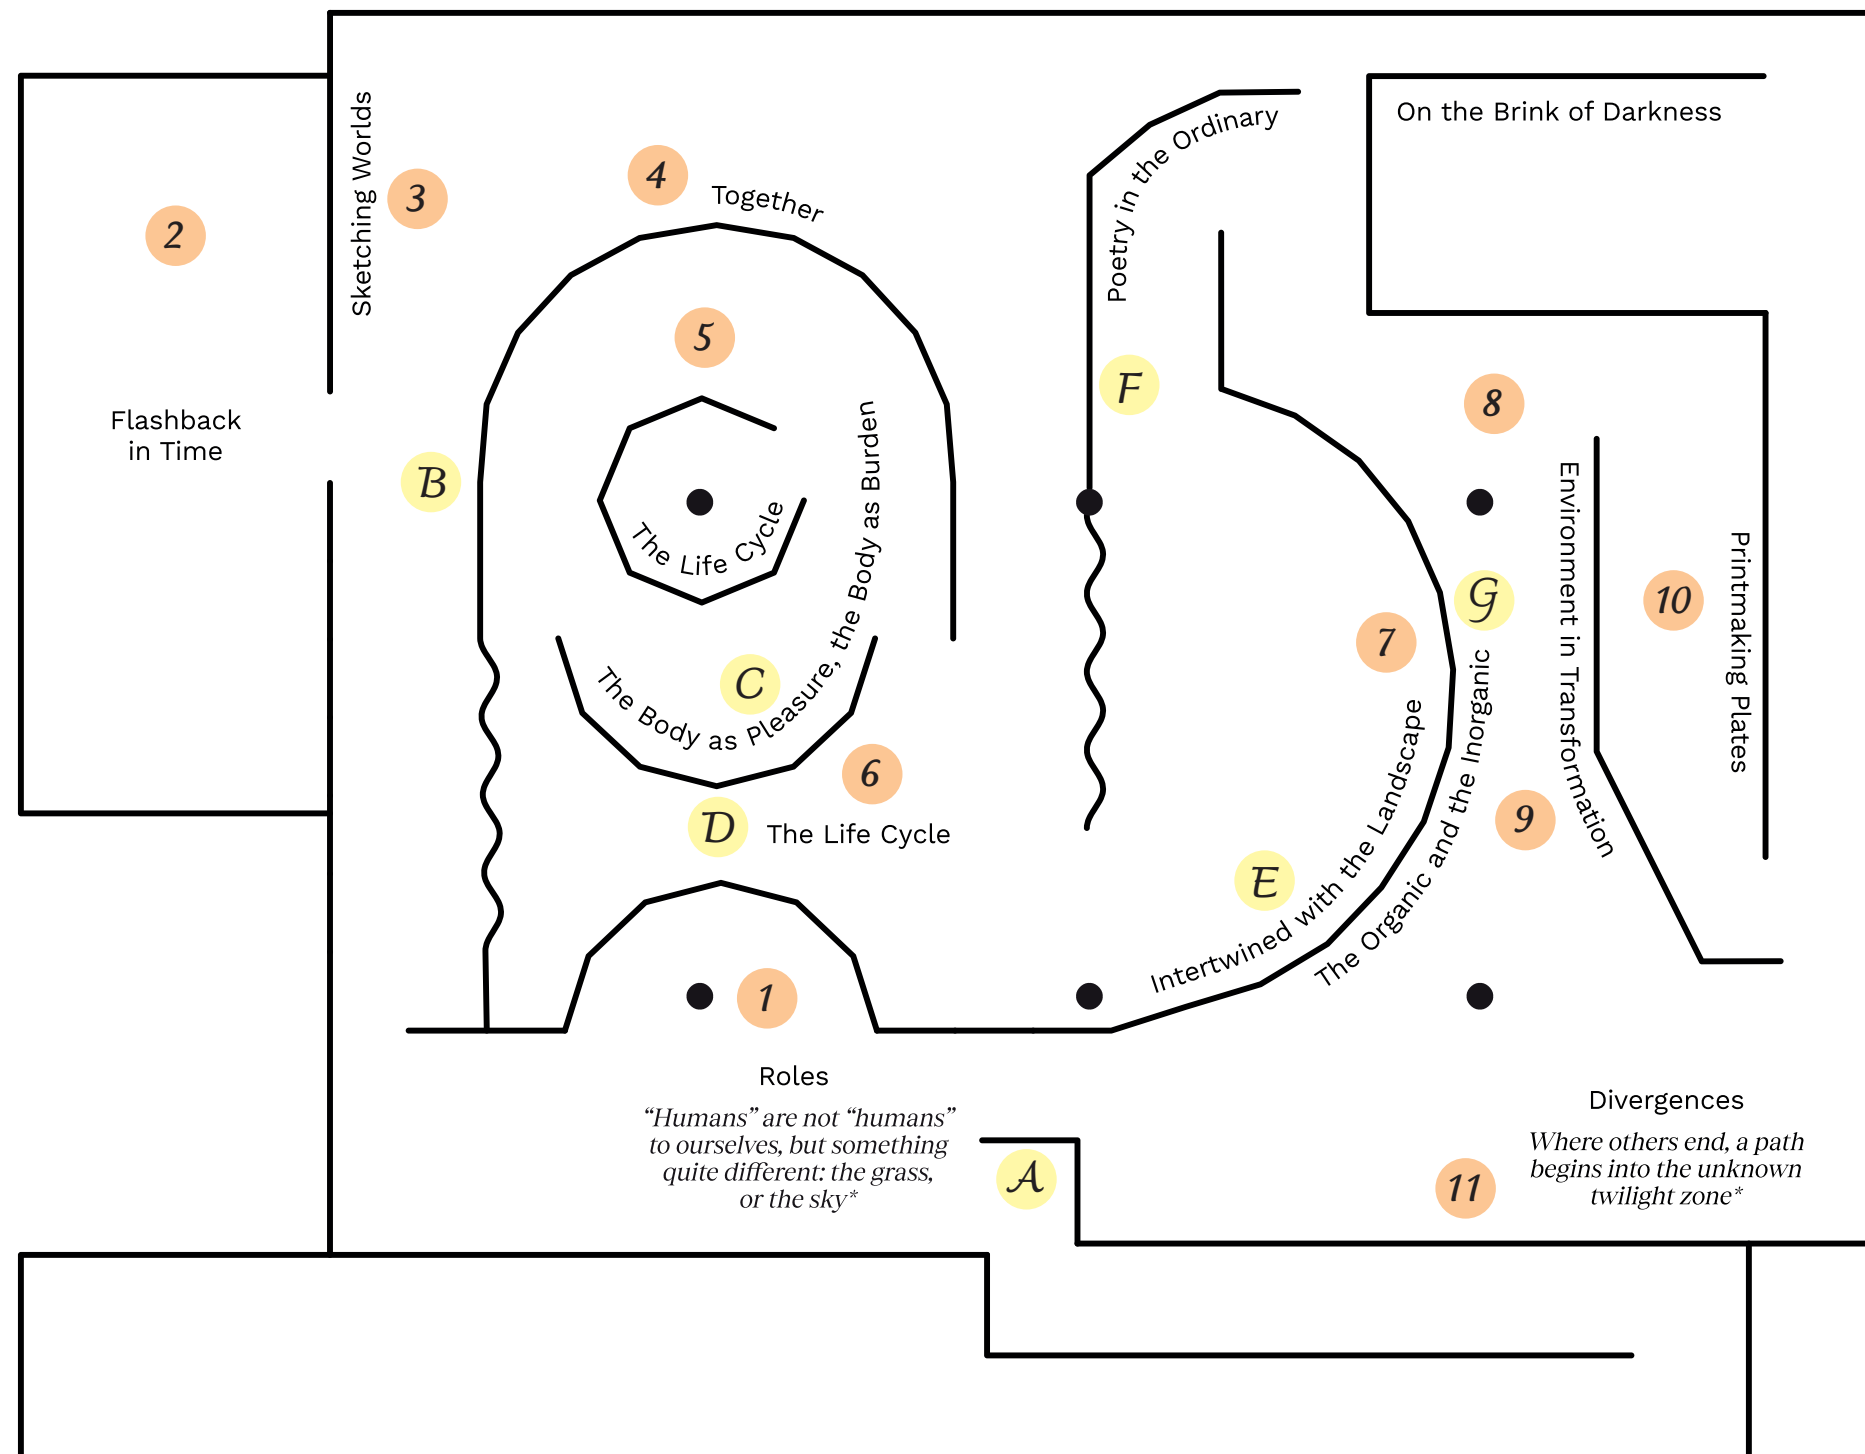 On the Brink of Darkness
Sketching Worlds
3
4
Together
Poetry in the Ordinary
2
5
F
8
Flashback
in Time
B
The Life Cycle
The Body as Pleasure, the Body as Burden
C
7
G
Environment in Transformation
10
Printmaking Plates
6
D
The Life Cycle
E
Intertwined with the Landscape
The Organic and the Inorganic
9
1
Roles
“Humans” are not “humans”
to ourselves, but something
quite different: the grass,
or the sky*
A
Divergences
Where others end, a path
begins into the unknown
twilight zone*
11